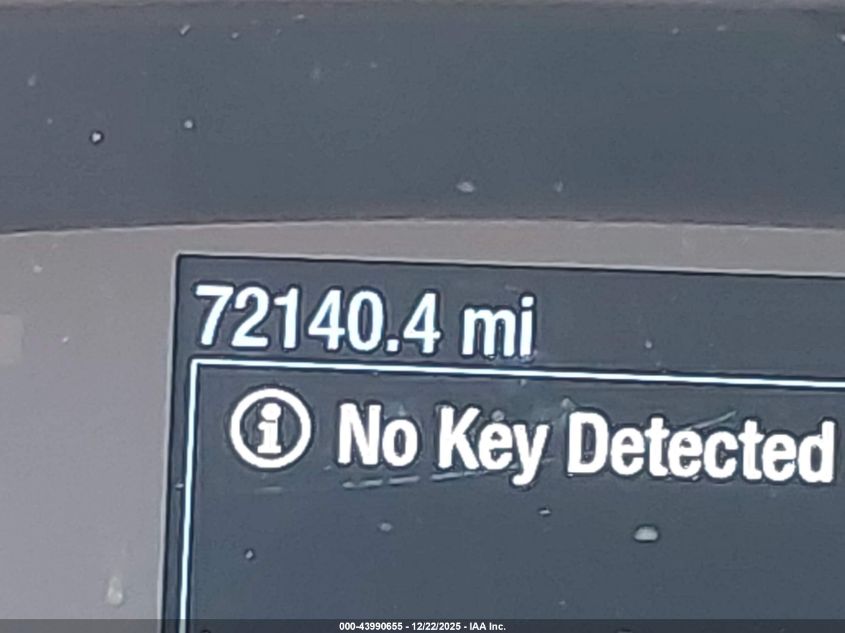 72140.4 mi
i No Key Detected
000-43990655 - 12/22/2025 - IAA Inc.